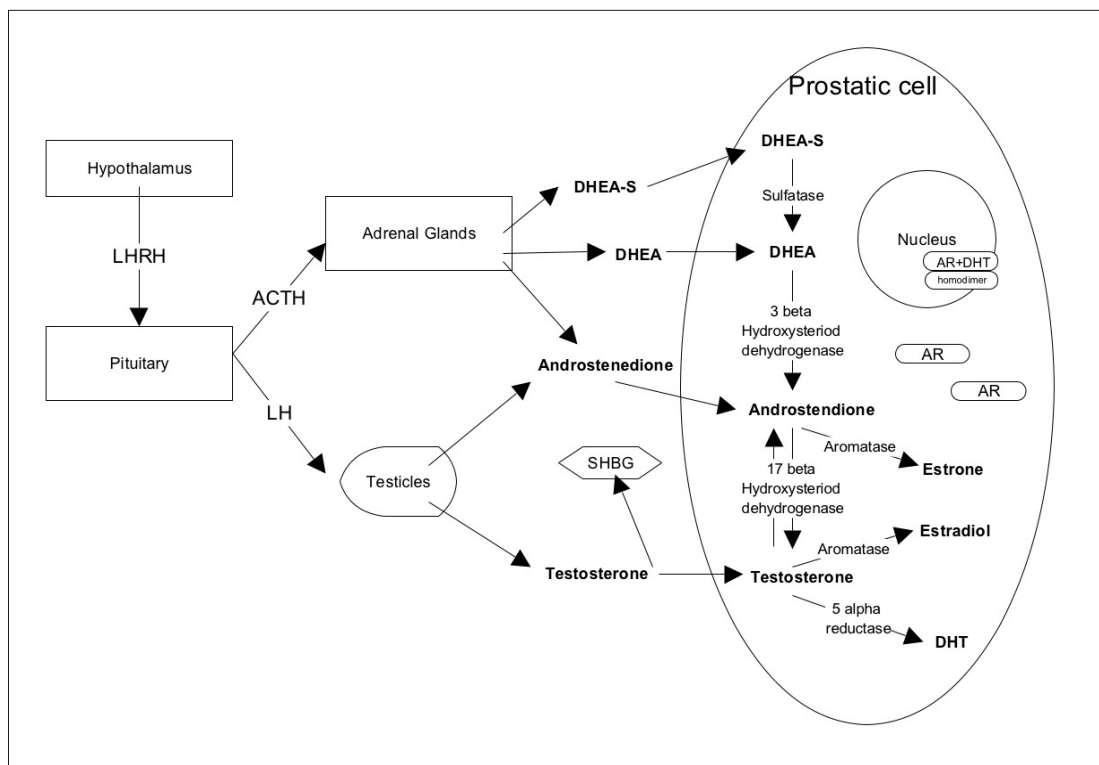 Prostatic cell
Hypothalamus
LHRH
Pituitary
ACTH
LH
Adrenal Glands
Testicles
DHEA-S
DHEA
Androstenedione
SHBG
Testosterone
DHEA-S
Sulfatase
DHEA
3 beta
Hydroxysteriod
dehydrogenase
Androstendione
Aromatase
Estrone
17 beta
Hydroxysteriod
dehydrogenase
Testosterone
Aromatase
Estradiol
5 alpha
reductase
DHT
Nucleus
AR+DHT
homodimer
AR
AR